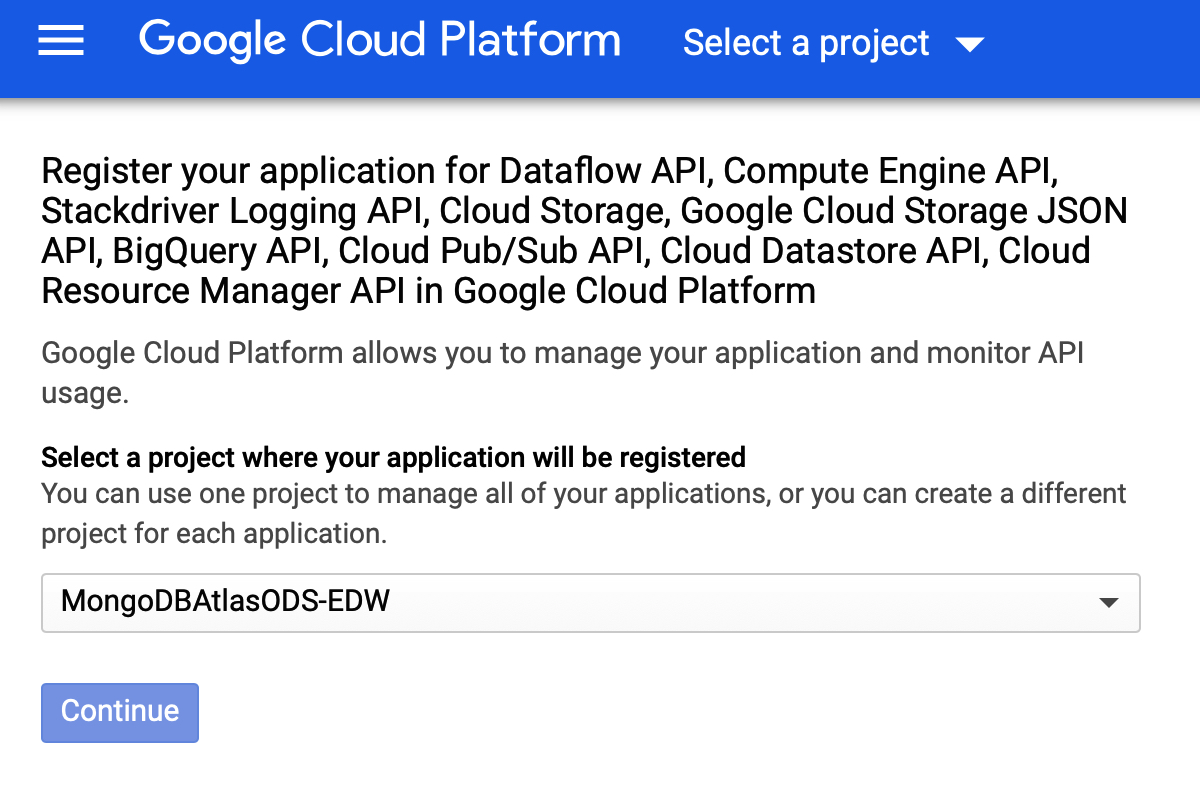 Google Cloud Platform Select a project
Register your application for Dataflow API, Compute Engine API,
Stackdriver Logging API, Cloud Storage, Google Cloud Storage JSON
API, BigQuery API, Cloud Pub/Sub API, Cloud Datastore API, Cloud
Resource Manager API in Google Cloud Platform
Google Cloud Platform allows you to manage your application and monitor API
usage.
Select a project where your application will be registered
You can use one project to manage all of your applications, or you can create a different
project for each application.
MongoDBAtlasODS-EDW
Continue